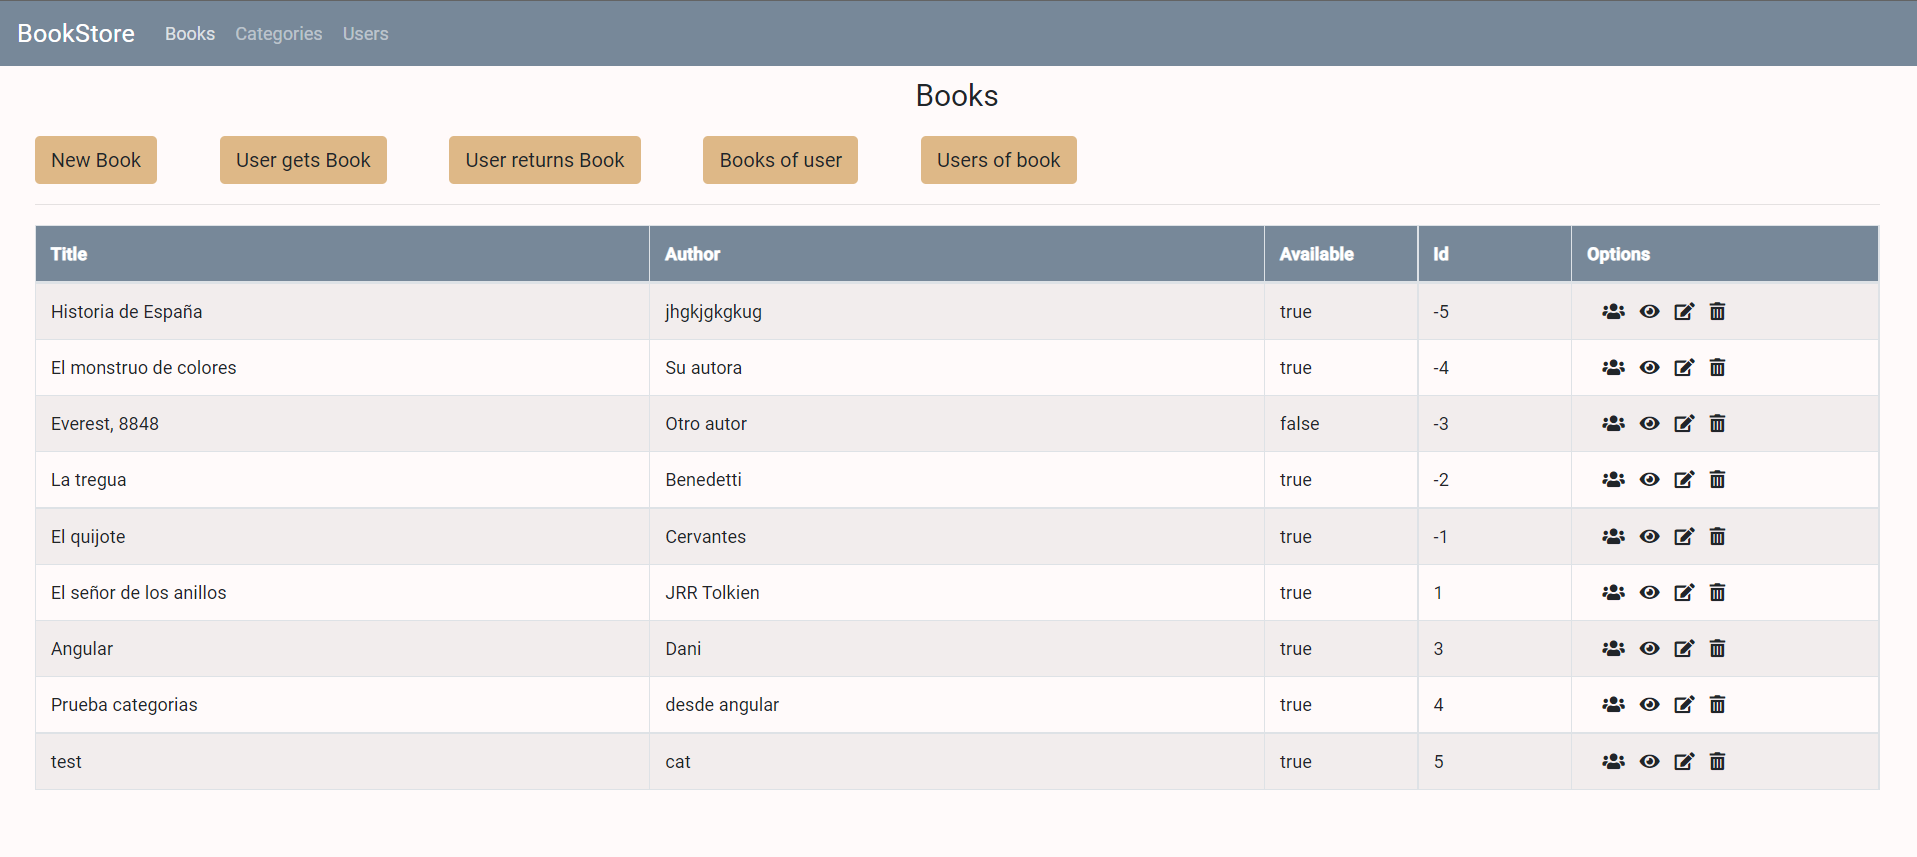 BookStore Books Categories Users
Books
New Book User gets Book User returns Book Books of user Users of book
Title Author Available Id Options
Historia de España jhgkjgkgkug true -5
El monstruo de colores Su autora true -4
Everest, 8848 Otro autor false -3
La tregua Benedetti true -2
El quijote Cervantes true -1
El señor de los anillos JRR Tolkien true 1
Angular Dani true 3
Prueba categorias desde angular true 4
test cat true 5